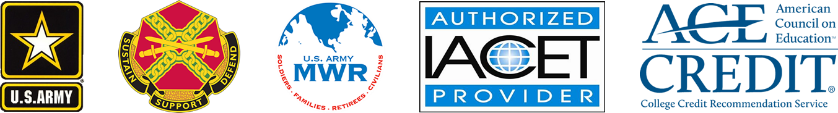 U.S.ARMY
SUSTAIN SUPPORT DEFEND
U.S. ARMY
MWR
SOLDIERS · FAMILIES · RETIREES · CIVILIANS
AUTHORIZED
IACET
PROVIDER
ACE
American
Council on
Education™
CREDIT®
College Credit Recommendation Service